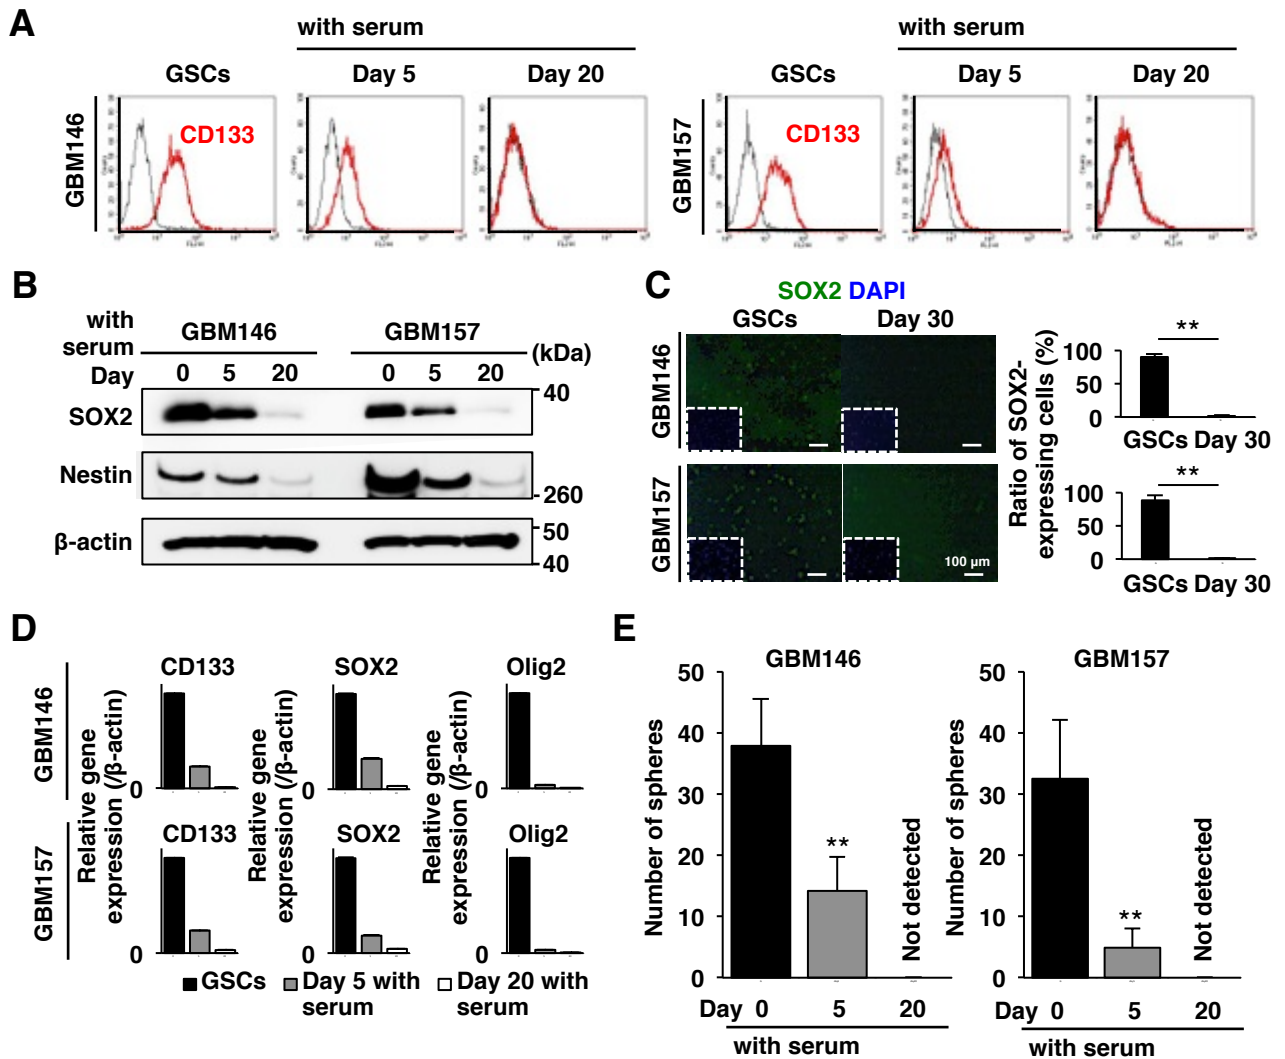 A
with serum
with serum
GSCs
Day 5
Day 20
GSCs
Day 5
Day 20
GBM146
CD133
GBM157
CD133
B
with serum
GBM146
GBM157
(kDa)
Day
0
5
20
0
5
20
SOX2
40
Nestin
260
β-actin
50
40
C
SOX2 DAPI
GSCs
Day 30
GBM146
GBM157
100 µm
Ratio of SOX2-
expressing cells (%)
100
50
0
**
GSCs Day 30
100
50
0
**
GSCs Day 30
D
GBM146
Relative gene
expression (/β-actin)
CD133
0
Relative gene
expression (/β-actin)
SOX2
0
Relative gene
expression (/β-actin)
Olig2
0
GBM157
CD133
0
SOX2
0
Olig2
0
GSCs
Day 5 with
serum
Day 20 with
serum
E
GBM146
Number of spheres
50
40
30
20
10
0
**
Not detected
Day 0 5 20
with serum
GBM157
Number of spheres
50
40
30
20
10
0
**
Not detected
Day 0 5 20
with serum